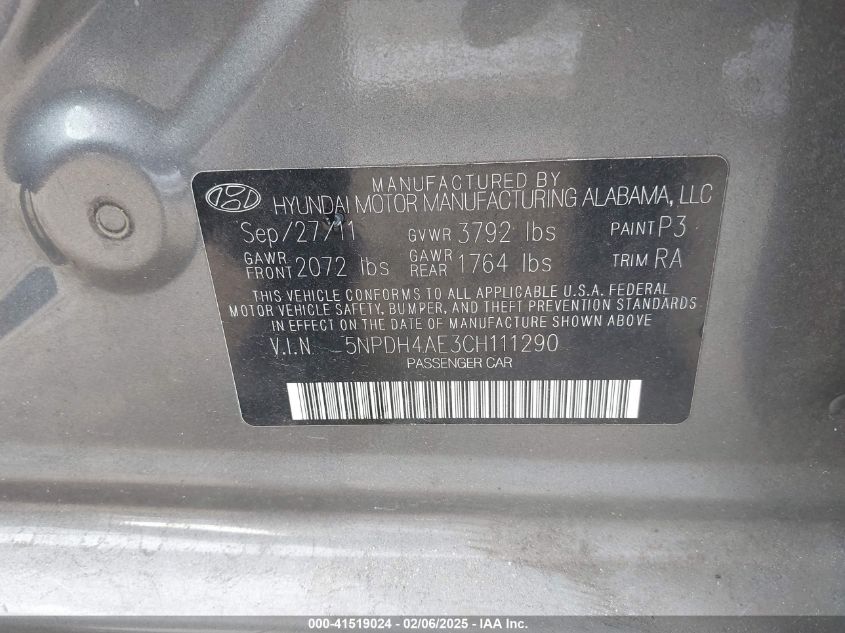 MANUFACTURED BY
HYUNDAI MOTOR MANUFACTURING ALABAMA, LLC
Sep/27/11 GVWR 3792 lbs PAINT P3
GAWR FRONT 2072 lbs GAWR REAR 1764 lbs TRIM RA
THIS VEHICLE CONFORMS TO ALL APPLICABLE U.S.A. FEDERAL
MOTOR VEHICLE SAFETY, BUMPER, AND THEFT PREVENTION STANDARDS
IN EFFECT ON THE DATE OF MANUFACTURE SHOWN ABOVE
V.I.N. 5NPDH4AE3CH111290
PASSENGER CAR
000-41519024 - 02/06/2025 - IAA Inc.